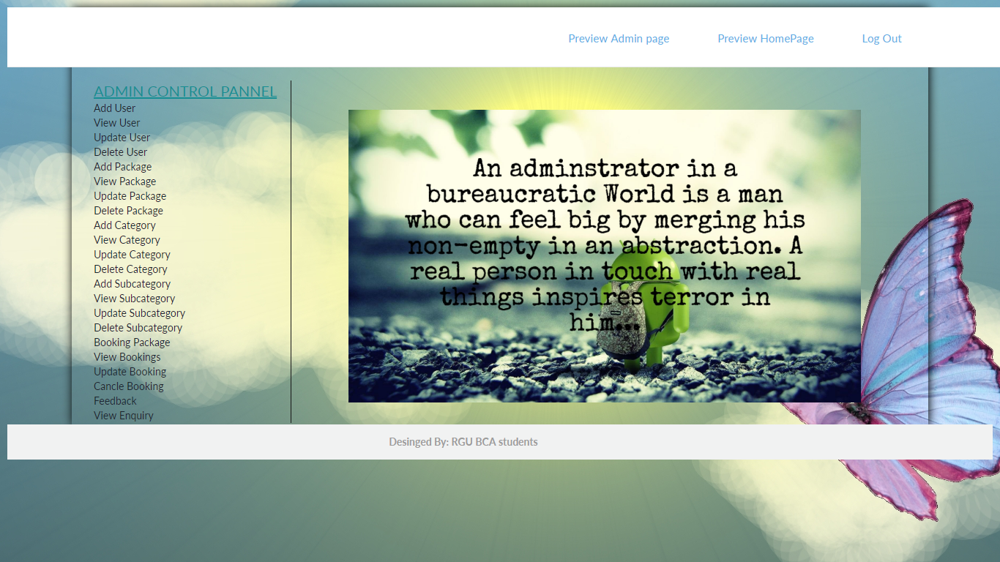 Preview Admin page Preview HomePage Log Out
ADMIN CONTROL PANNEL
Add User
View User
Update User
Delete User
Add Package
View Package
Update Package
Delete Package
Add Category
View Category
Update Category
Delete Category
Add Subcategory
View Subcategory
Update Subcategory
Delete Subcategory
Booking Package
View Bookings
Update Booking
Cancle Booking
Feedback
View Enquiry
An adminstrator in a
bureaucratic World is a man
who can feel big by merging his
non-empty in an abstraction. A
real person in touch with real
things inspires terror in
him...
Desinged By: RGU BCA students